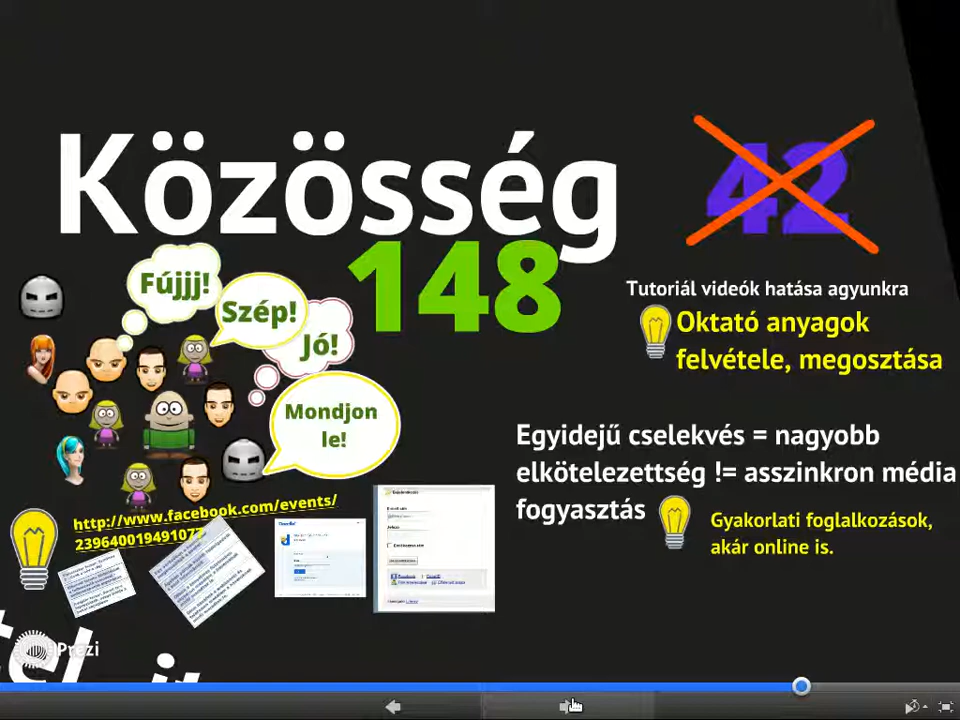 Közösség
42
148
Fújjj!
Szép!
Jó!
Mondjon
le!
Tutoriál videók hatása agyunkra
Oktató anyagok
felvétele, megosztása
Egyidejű cselekvés = nagyobb
elkötelezettség != asszinkron média
fogyasztás
Gyakorlati foglalkozások,
akár online is.
http://www.facebook.com/events/
239640019491077
Prezi